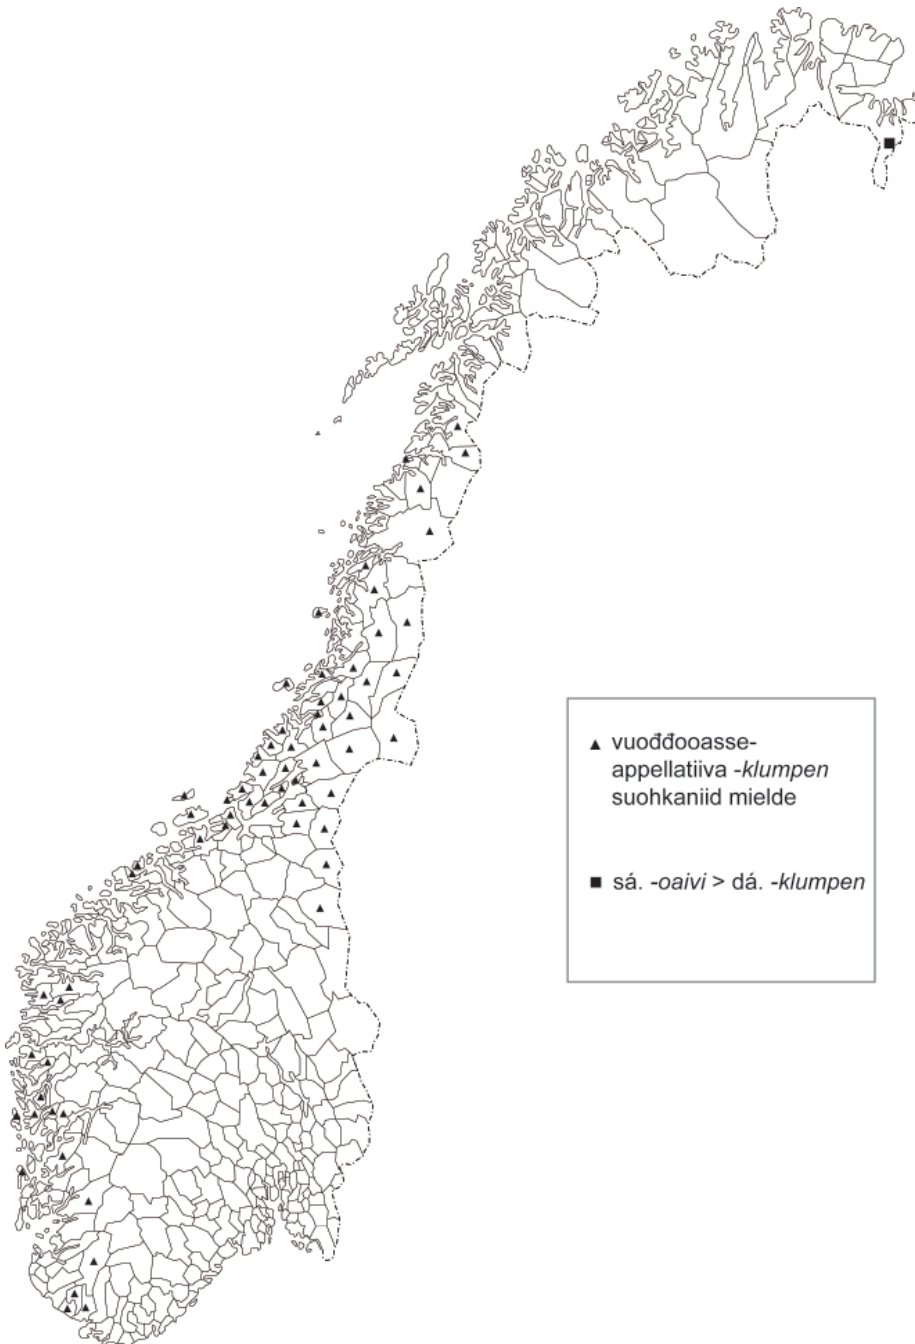 ▲ vuođđooasse-
appellatiiva -klumpen
suohkaniid mielde
■ sá. -oaivi > dá. -klumpen